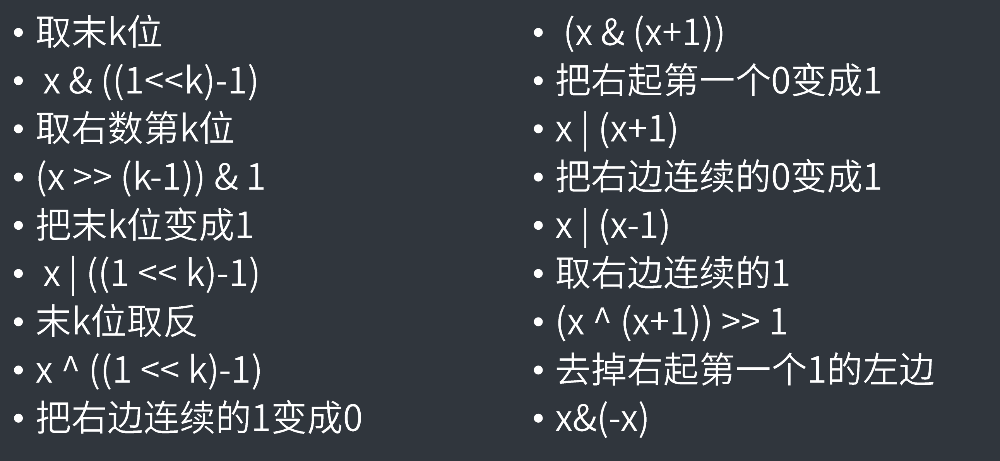 • 取末k位
• x & ((1<<k)-1)
• 取右数第k位
• (x >> (k-1)) & 1
• 把末k位变成1
• x | ((1 << k)-1)
• 末k位取反
• x ^ ((1 << k)-1)
• 把右边连续的1变成0
• (x & (x+1))
• 把右起第一个0变成1
• x | (x+1)
• 把右边连续的0变成1
• x | (x-1)
• 取右边连续的1
• (x ^ (x+1)) >> 1
• 去掉右起第一个1的左边
• x&(-x)